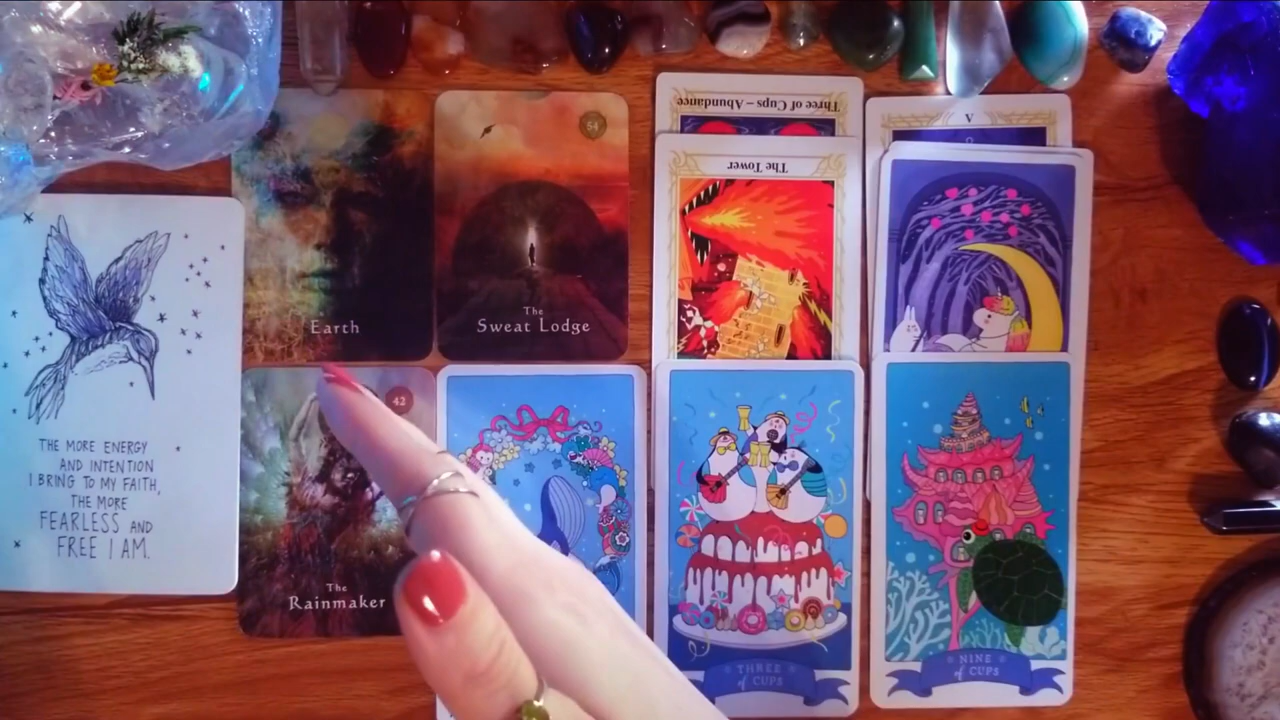 THE MORE ENERGY
AND INTENTION
I BRING TO MY FAITH,
THE MORE
FEARLESS AND
FREE I AM.
Earth
54
The
Sweat Lodge
42
The
Rainmaker
Three of Cups – Abundance
The Tower
V
THREE
of CUPS
NINE
of CUPS